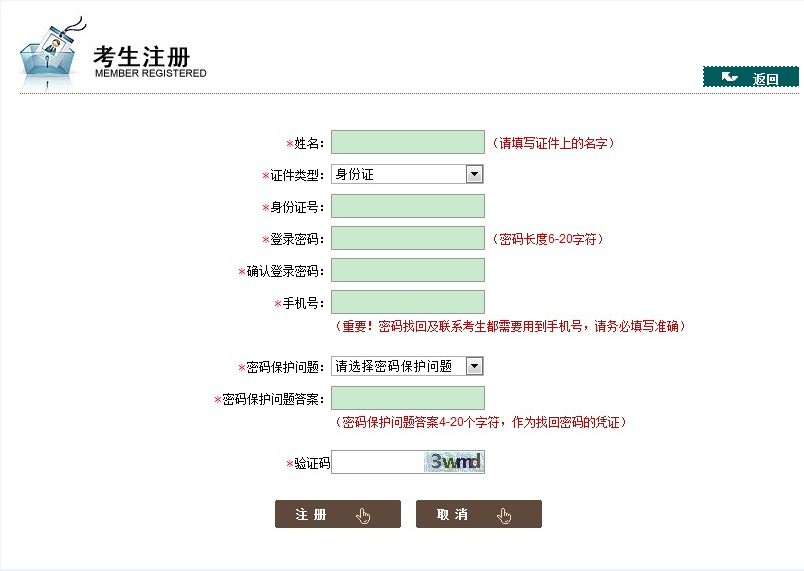 考生注册
MEMBER REGISTERED
返回
*姓名： （请填写证件上的名字）
*证件类型： 身份证
*身份证号：
*登录密码： （密码长度6-20字符）
*确认登录密码：
*手机号：
（重要！密码找回及联系考生都需要用到手机号，请务必填写准确）
*密码保护问题： 请选择密码保护问题
*密码保护问题答案：
（密码保护问题答案4-20个字符，作为找回密码的凭证）
*验证码 3wmd
注 册 取 消